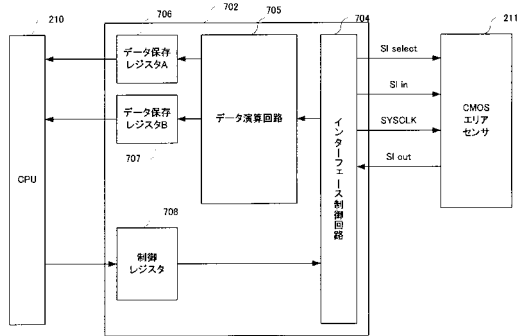 210
706
702
705
704
211
データ保存
レジスタA
データ保存
レジスタB
707
データ演算回路
インターフェース制御回路
SI select
SI in
SYSCLK
SI out
CMOS
エリア
センサ
CPU
708
制御
レジスタ